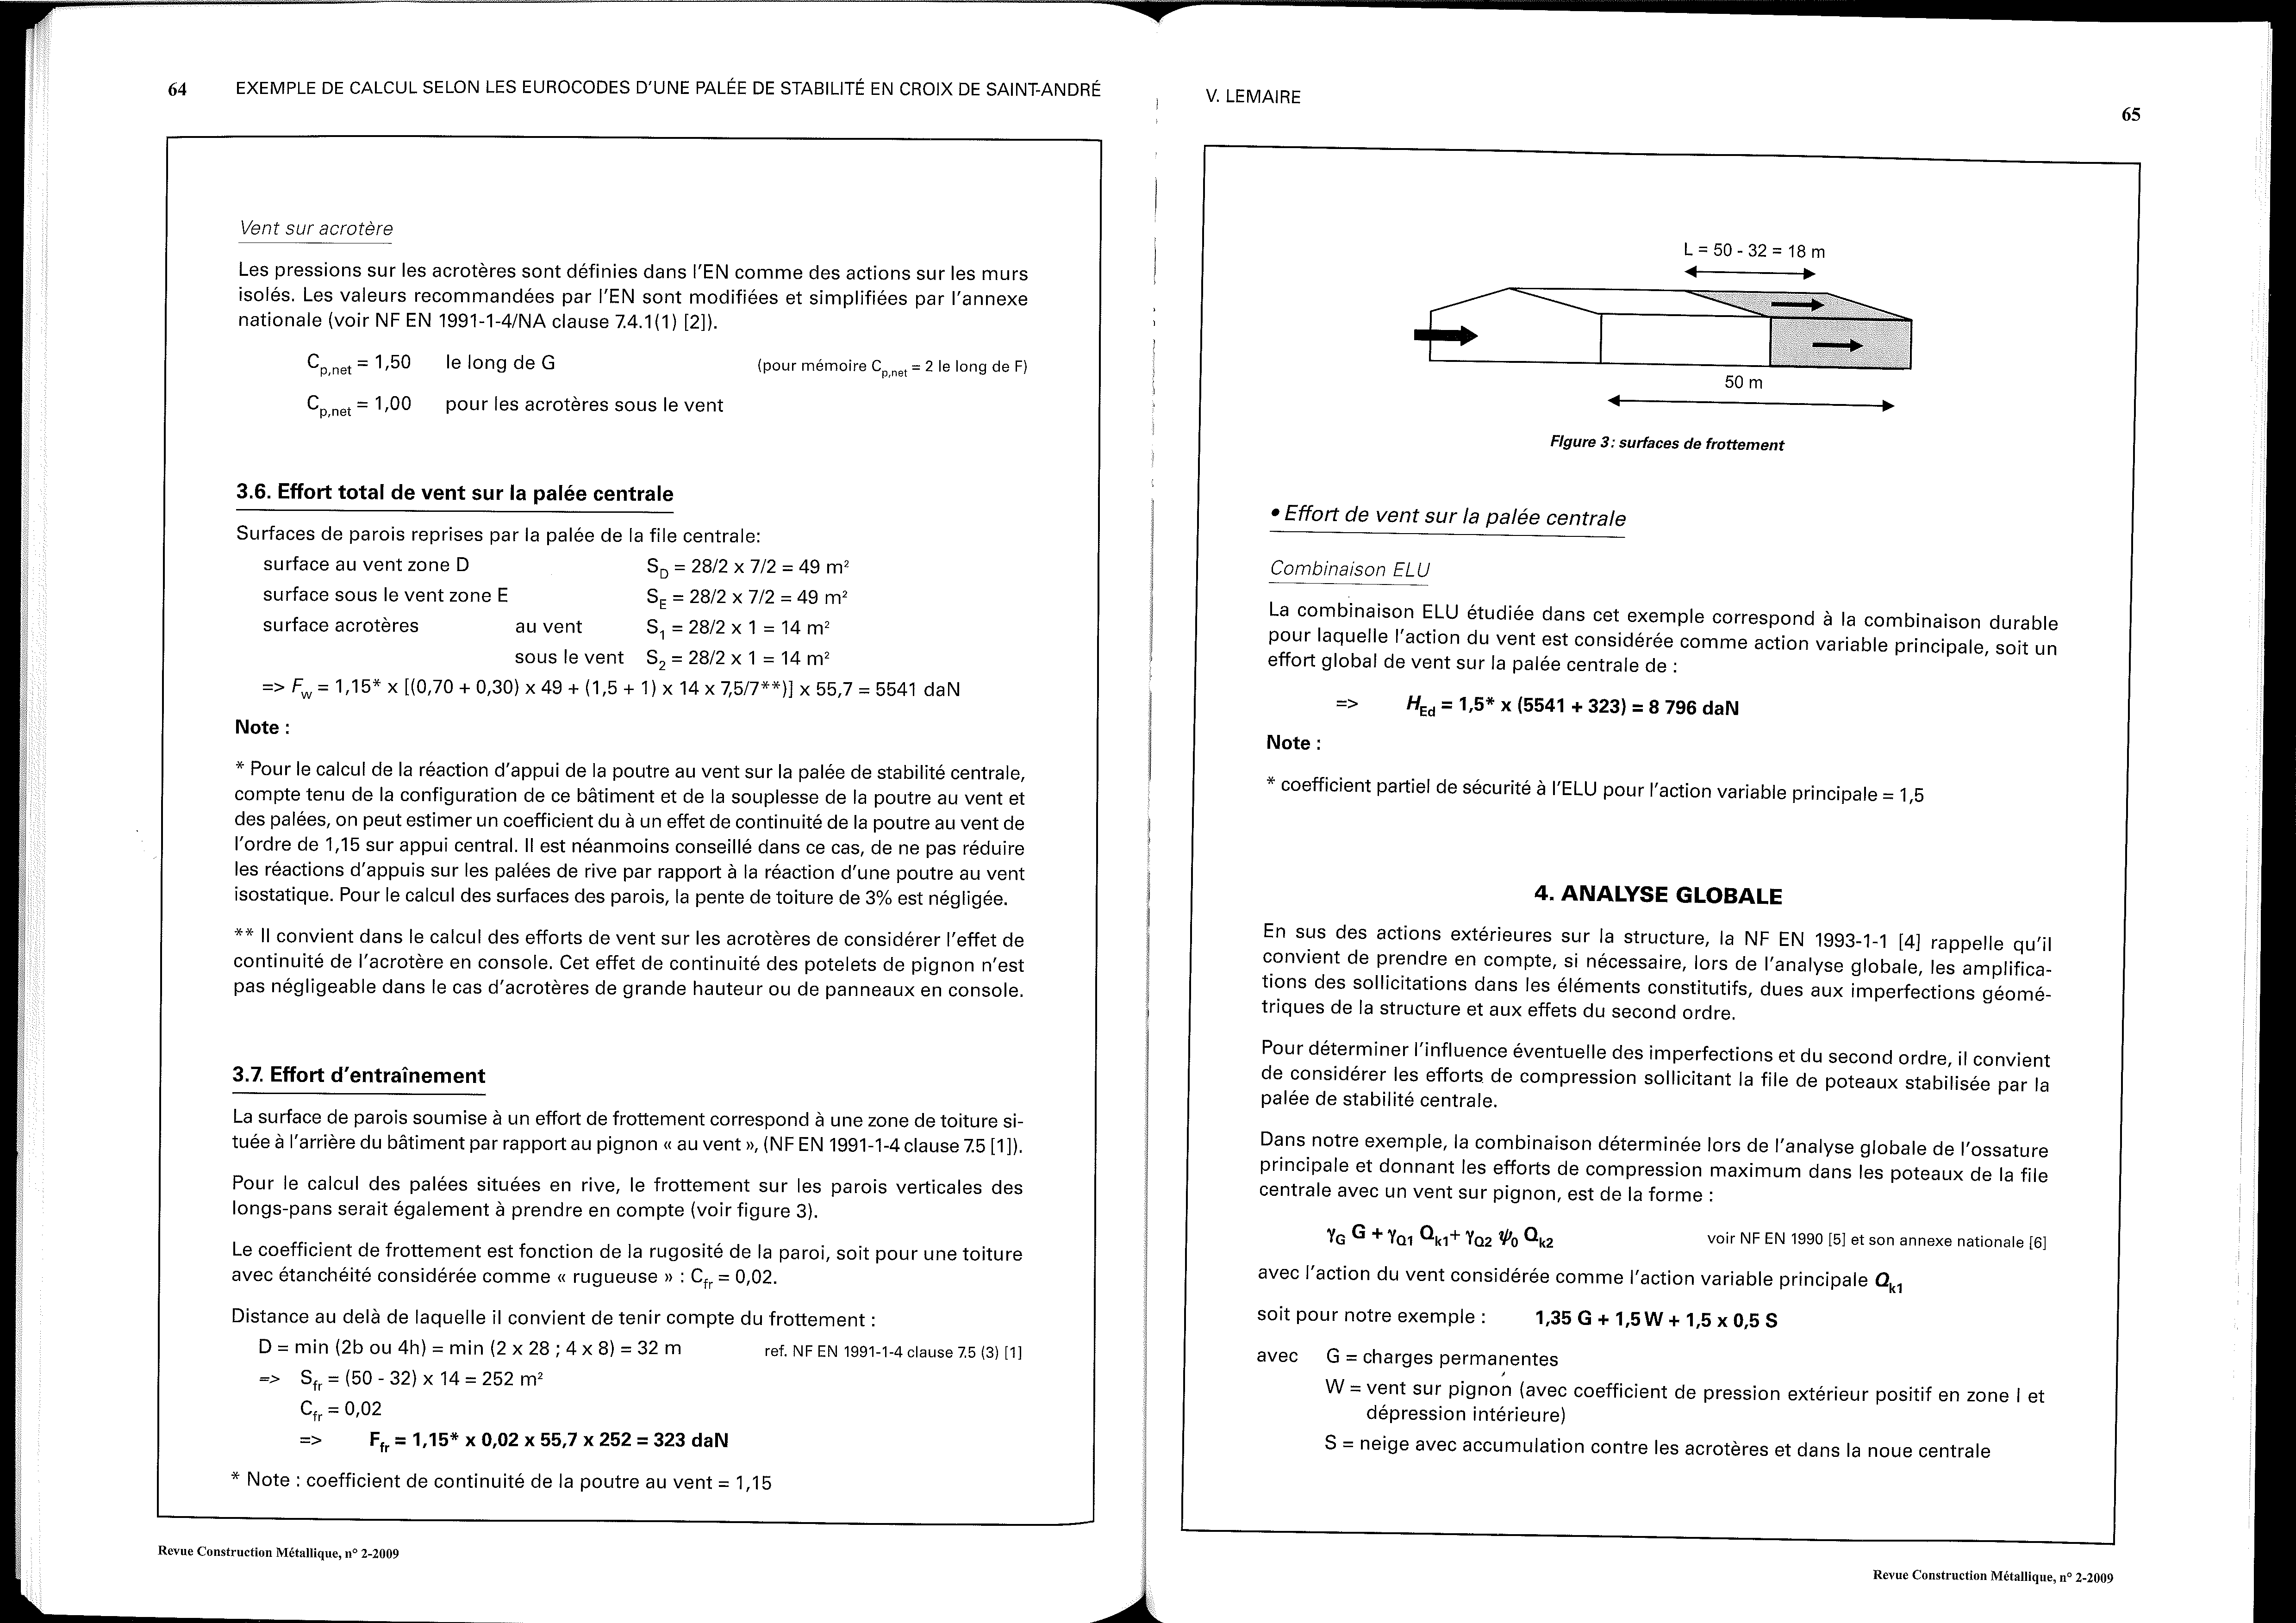 64 EXEMPLE DE CALCUL SELON LES EUROCODES D'UNE PALÉE DE STABILITÉ EN CROIX DE SAINT-ANDRÉ
Vent sur acrotère
Les pressions sur les acrotères sont définies dans l'EN comme des actions sur les murs
isolés. Les valeurs recommandées par l'EN sont modifiées et simplifiées par l'annexe
nationale (voir NF EN 1991-1-4/NA clause 7.4.1(1) [2]).
C_p,net = 1,50 le long de G (pour mémoire C_p,net = 2 le long de F)
C_p,net = 1,00 pour les acrotères sous le vent
3.6. Effort total de vent sur la palée centrale
Surfaces de parois reprises par la palée de la file centrale:
surface au vent zone D S_D = 28/2 x 7/2 = 49 m²
surface sous le vent zone E S_E = 28/2 x 7/2 = 49 m²
surface acrotères au vent S_1 = 28/2 x 1 = 14 m²
sous le vent S_2 = 28/2 x 1 = 14 m²
=> F_w = 1,15* x [(0,70 + 0,30) x 49 + (1,5 + 1) x 14 x 7,5/7**)] x 55,7 = 5541 daN
Note :
* Pour le calcul de la réaction d'appui de la poutre au vent sur la palée de stabilité centrale,
compte tenu de la configuration de ce bâtiment et de la souplesse de la poutre au vent et
des palées, on peut estimer un coefficient du à un effet de continuité de la poutre au vent de
l'ordre de 1,15 sur appui central. Il est néanmoins conseillé dans ce cas, de ne pas réduire
les réactions d'appuis sur les palées de rive par rapport à la réaction d'une poutre au vent
isostatique. Pour le calcul des surfaces des parois, la pente de toiture de 3% est négligée.
** Il convient dans le calcul des efforts de vent sur les acrotères de considérer l'effet de
continuité de l'acrotère en console. Cet effet de continuité des potelets de pignon n'est
pas négligeable dans le cas d'acrotères de grande hauteur ou de panneaux en console.
3.7. Effort d'entraînement
La surface de parois soumise à un effort de frottement correspond à une zone de toiture si-
tuée à l'arrière du bâtiment par rapport au pignon « au vent », (NF EN 1991-1-4 clause 7.5 [1]).
Pour le calcul des palées situées en rive, le frottement sur les parois verticales des
longs-pans serait également à prendre en compte (voir figure 3).
Le coefficient de frottement est fonction de la rugosité de la paroi, soit pour une toiture
avec étanchéité considérée comme « rugueuse » : C_fr = 0,02.
Distance au delà de laquelle il convient de tenir compte du frottement :
D = min (2b ou 4h) = min (2 x 28 ; 4 x 8) = 32 m ref. NF EN 1991-1-4 clause 7.5 (3) [1]
=> S_fr = (50 - 32) x 14 = 252 m²
C_fr = 0,02
=> F_fr = 1,15* x 0,02 x 55,7 x 252 = 323 daN
* Note : coefficient de continuité de la poutre au vent = 1,15
Revue Construction Métallique, n° 2-2009
V. LEMAIRE
65
L = 50 - 32 = 18 m
50 m
FIgure 3 : surfaces de frottement
• Effort de vent sur la palée centrale
Combinaison ELU
La combinaison ELU étudiée dans cet exemple correspond à la combinaison durable
pour laquelle l'action du vent est considérée comme action variable principale, soit un
effort global de vent sur la palée centrale de :
=> H_Ed = 1,5* x (5541 + 323) = 8 796 daN
Note :
* coefficient partiel de sécurité à l'ELU pour l'action variable principale = 1,5
4. ANALYSE GLOBALE
En sus des actions extérieures sur la structure, la NF EN 1993-1-1 [4] rappelle qu'il
convient de prendre en compte, si nécessaire, lors de l'analyse globale, les amplifica-
tions des sollicitations dans les éléments constitutifs, dues aux imperfections géomé-
triques de la structure et aux effets du second ordre.
Pour déterminer l'influence éventuelle des imperfections et du second ordre, il convient
de considérer les efforts de compression sollicitant la file de poteaux stabilisée par la
palée de stabilité centrale.
Dans notre exemple, la combinaison déterminée lors de l'analyse globale de l'ossature
principale et donnant les efforts de compression maximum dans les poteaux de la file
centrale avec un vent sur pignon, est de la forme :
γ_G G + γ_Q1 Q_k1 + γ_Q2 ψ_0 Q_k2 voir NF EN 1990 [5] et son annexe nationale [6]
avec l'action du vent considérée comme l'action variable principale Q_k1
soit pour notre exemple : 1,35 G + 1,5 W + 1,5 x 0,5 S
avec G = charges permanentes
W = vent sur pignon (avec coefficient de pression extérieur positif en zone I et
dépression intérieure)
S = neige avec accumulation contre les acrotères et dans la noue centrale
Revue Construction Métallique, n° 2-2009